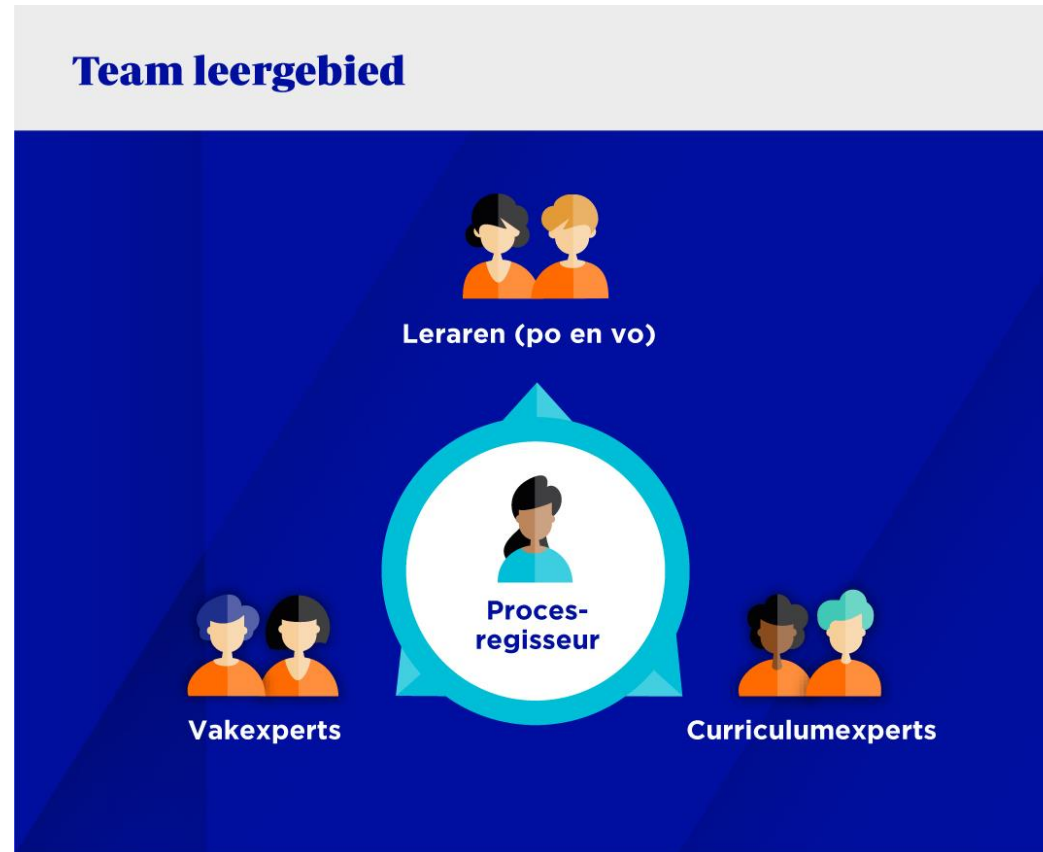 Team leergebied
Leraren (po en vo)
Proces-
regisseur
Vakexperts
Curriculumexperts